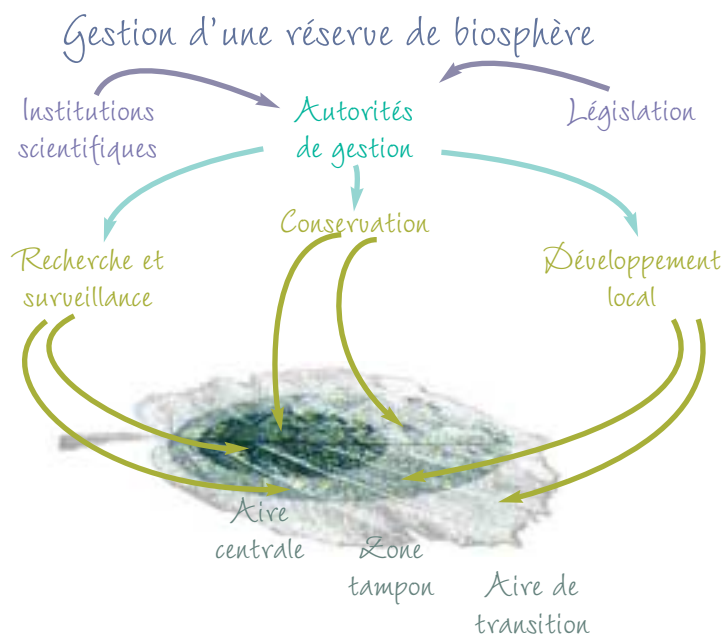 Gestion d'une réserve de biosphère
Institutions
scientifiques
Autorités
de gestion
Législation
Conservation
Recherche et
surveillance
Développement
local
Aire
centrale
Zone
tampon
Aire de
transition